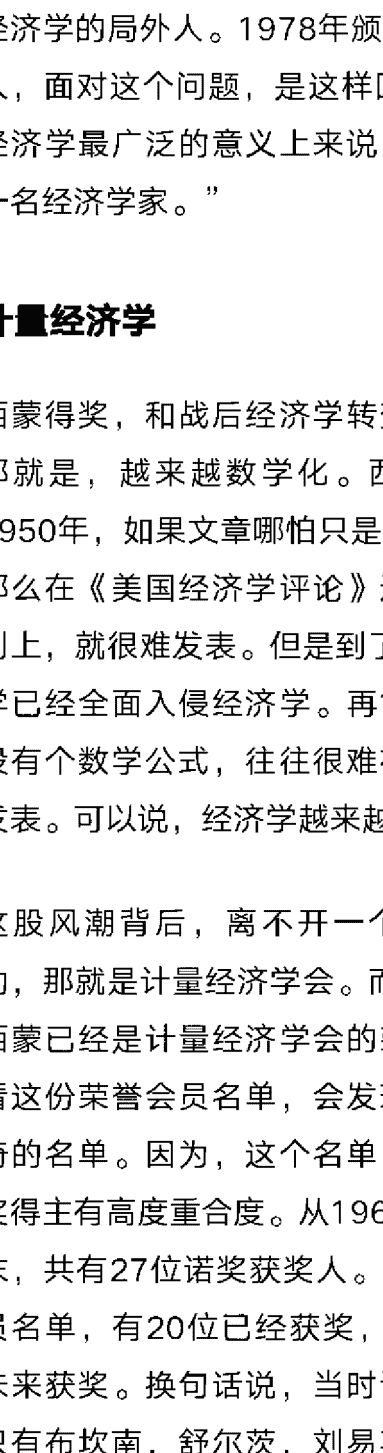 经济学的局外人。1978年颁
，面对这个问题，是这样
经济学最广泛的意义上来说
一名经济学家。”
计量经济学
西蒙得奖，和战后经济学转
那就是，越来越数学化。西
950年，如果文章哪怕只是
那么在《美国经济学评论》
刊上，就很难发表。但是到了
学已经全面入侵经济学。再
没有个数学公式，往往很难在
发表。可以说，经济学越来越
这股风潮背后，离不开一个
，那就是计量经济学会。而
西蒙已经是计量经济学会的
看这份荣誉会员名单，会发现
奇的名单。因为，这个名单
奖得主有高度重合度。从196
末，共有27位诺奖获奖人。
员名单，有20位已经获奖，
未来获奖。换句话说，当时
只有布坎南，舒尔茨，刘易